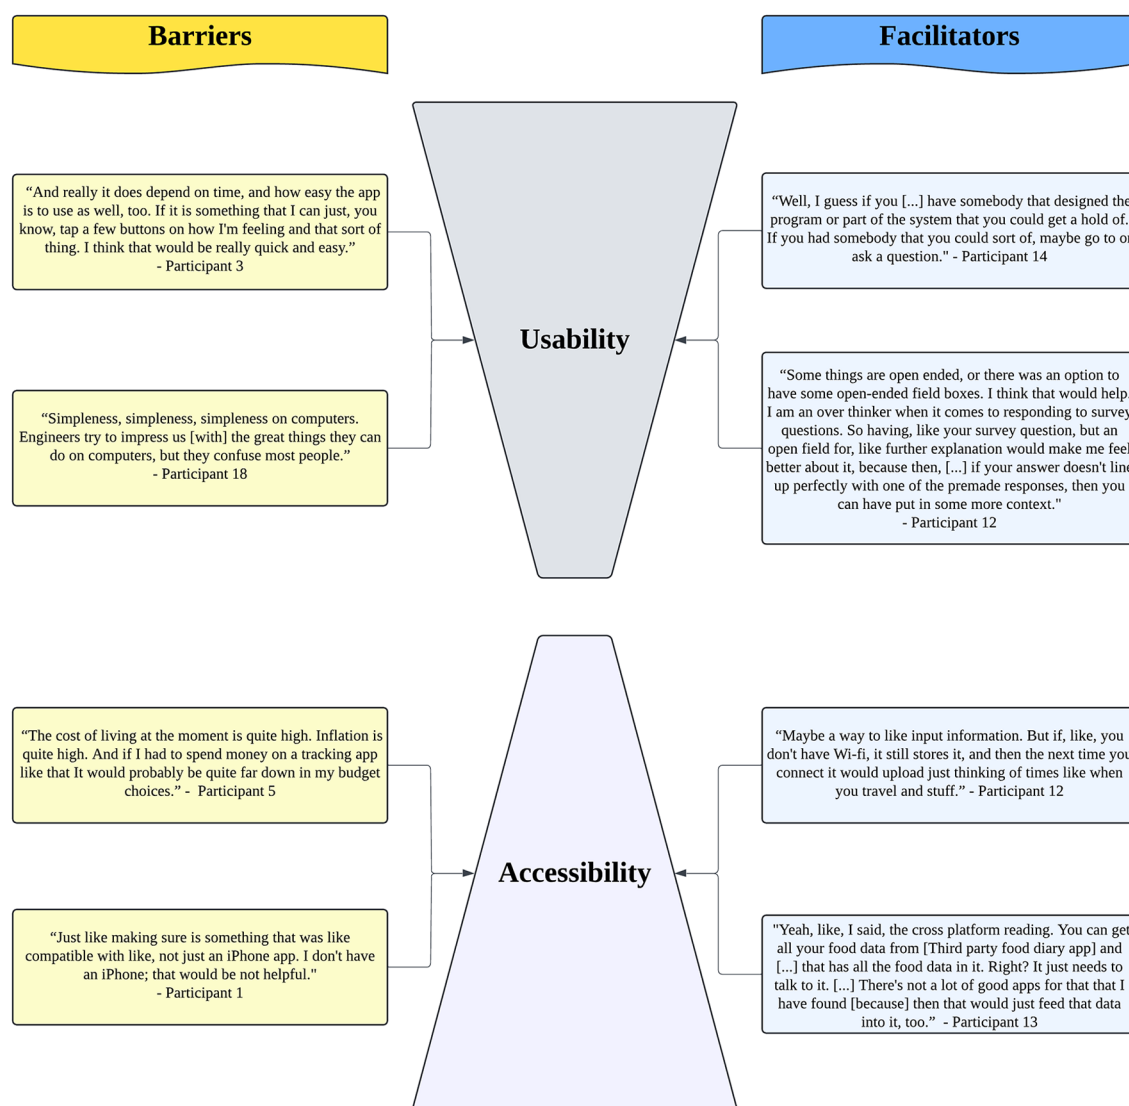 Barriers
Facilitators
“And really it does depend on time, and how easy the app
is to use as well, too. If it is something that I can just, you
know, tap a few buttons on how I'm feeling and that sort of
thing. I think that would be really quick and easy.”
- Participant 3
“Simpleness, simpleness, simpleness on computers.
Engineers try to impress us [with] the great things they can
do on computers, but they confuse most people.”
- Participant 18
Usability
“Well, I guess if you [...] have somebody that designed the
program or part of the system that you could get a hold of.
If you had somebody that you could sort of, maybe go to or
ask a question." - Participant 14
“Some things are open ended, or there was an option to
have some open-ended field boxes. I think that would help.
I am an over thinker when it comes to responding to survey
questions. So having, like your survey question, but an
open field for, like further explanation would make me feel
better about it, because then, [...] if your answer doesn't line
up perfectly with one of the premade responses, then you
can have put in some more context."
- Participant 12
“The cost of living at the moment is quite high. Inflation is
quite high. And if I had to spend money on a tracking app
like that It would probably be quite far down in my budget
choices.” - Participant 5
“Just like making sure is something that was like
compatible with like, not just an iPhone app. I don't have
an iPhone; that would be not helpful."
- Participant 1
Accessibility
“Maybe a way to like input information. But if, like, you
don't have Wi-fi, it still stores it, and then the next time you
connect it would upload just thinking of times like when
you travel and stuff.” - Participant 12
"Yeah, like, I said, the cross platform reading. You can get
all your food data from [Third party food diary app] and
[...] that has all the food data in it. Right? It just needs to
talk to it. [...] There's not a lot of good apps for that that I
have found [because] then that would just feed that data
into it, too.” - Participant 13